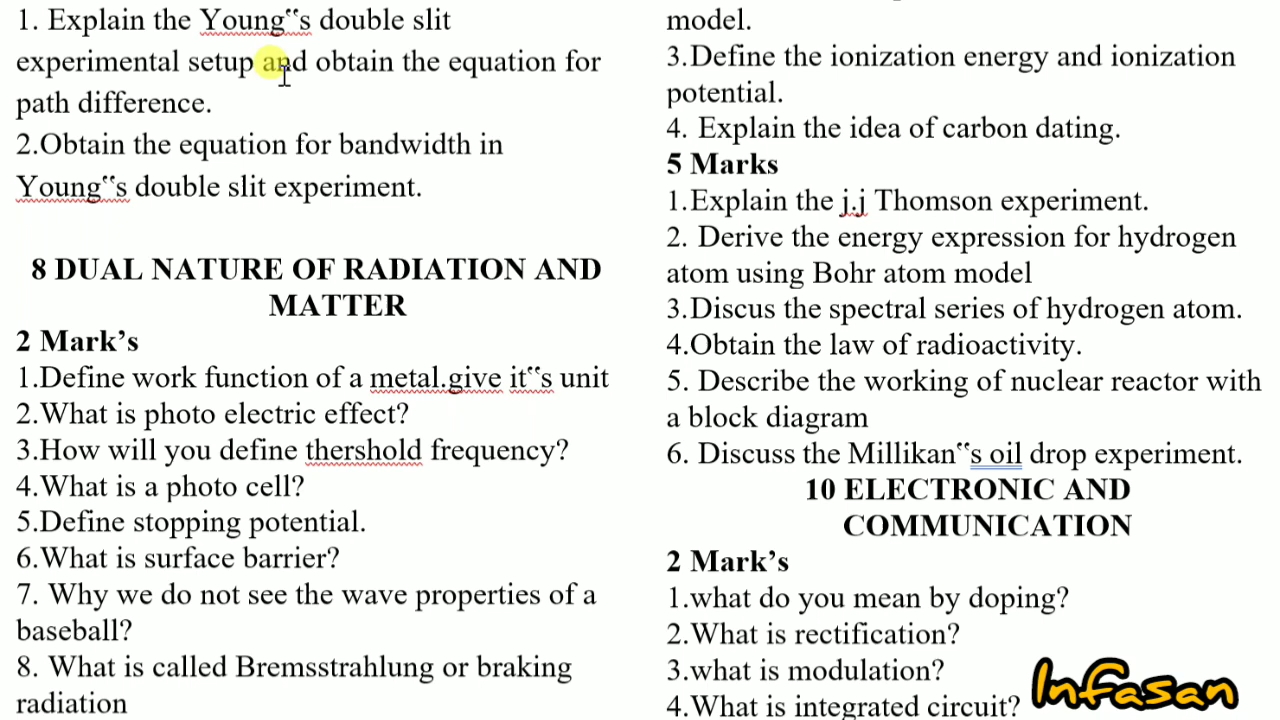 1. Explain the Young‟s double slit
experimental setup and obtain the equation for
path difference.
2.Obtain the equation for bandwidth in
Young‟s double slit experiment.
8 DUAL NATURE OF RADIATION AND
MATTER
2 Mark’s
1.Define work function of a metal.give it‟s unit
2.What is photo electric effect?
3.How will you define thershold frequency?
4.What is a photo cell?
5.Define stopping potential.
6.What is surface barrier?
7. Why we do not see the wave properties of a
baseball?
8. What is called Bremsstrahlung or braking
radiation
model.
3.Define the ionization energy and ionization
potential.
4. Explain the idea of carbon dating.
5 Marks
1.Explain the j.j Thomson experiment.
2. Derive the energy expression for hydrogen
atom using Bohr atom model
3.Discus the spectral series of hydrogen atom.
4.Obtain the law of radioactivity.
5. Describe the working of nuclear reactor with
a block diagram
6. Discuss the Millikan‟s oil drop experiment.
10 ELECTRONIC AND
COMMUNICATION
2 Mark’s
1.what do you mean by doping?
2.What is rectification?
3.what is modulation?
4.What is integrated circuit?
Infasan